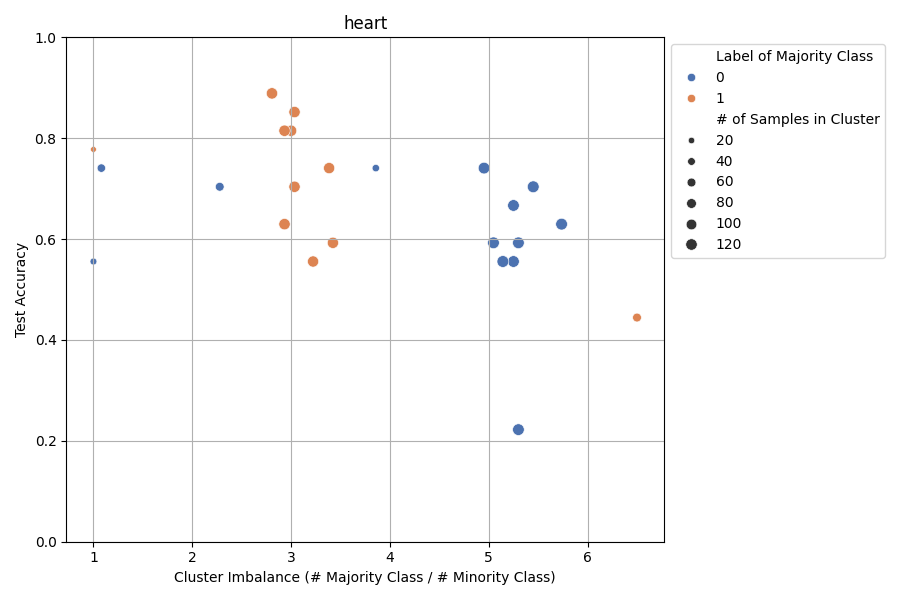 heart
1.0
0.8
0.6
0.4
0.2
0.0
Test Accuracy
1 2 3 4 5 6
Cluster Imbalance (# Majority Class / # Minority Class)
Label of Majority Class
0
1
# of Samples in Cluster
20
40
60
80
100
120